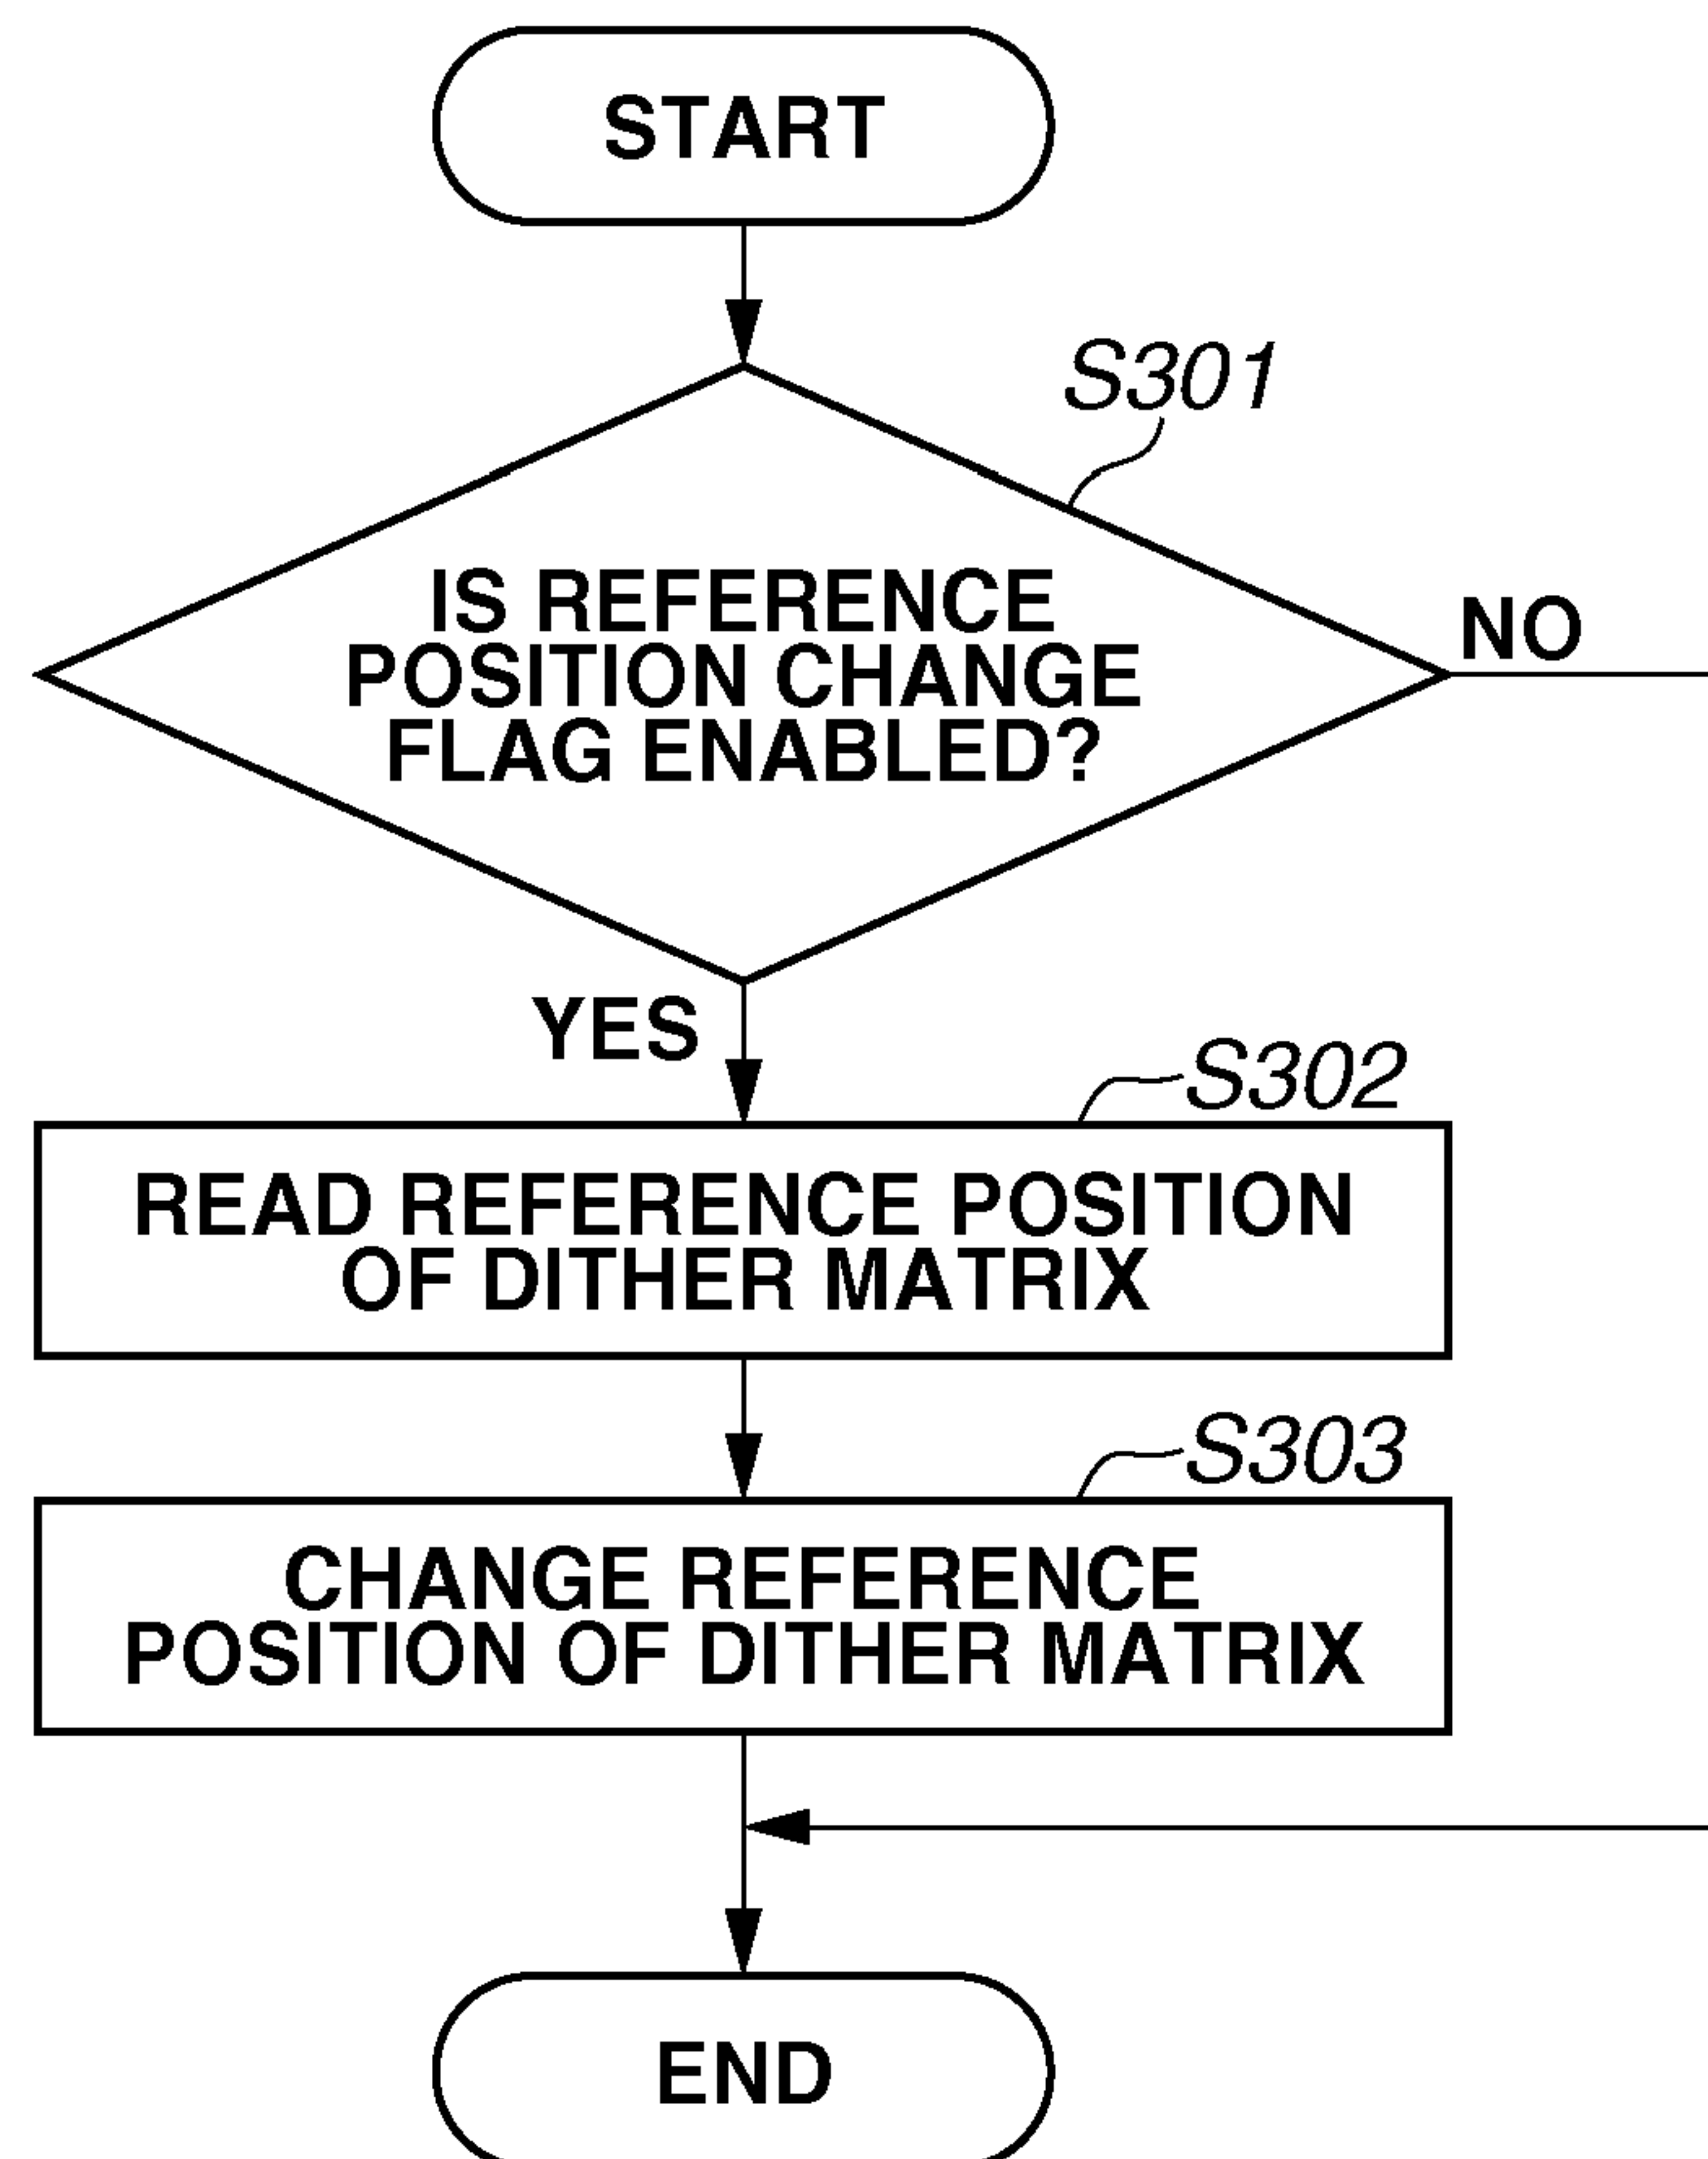 START
S301
IS REFERENCE
POSITION CHANGE
FLAG ENABLED?
NO
YES
S302
READ REFERENCE POSITION
OF DITHER MATRIX
S303
CHANGE REFERENCE
POSITION OF DITHER MATRIX
END